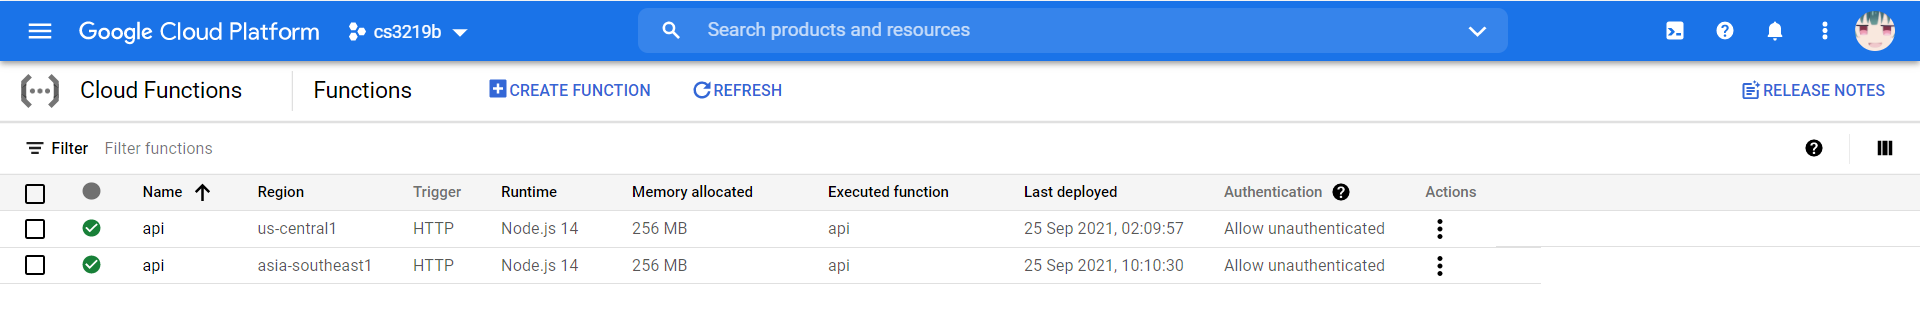 Google Cloud Platform cs3219b Search products and resources
Cloud Functions Functions CREATE FUNCTION REFRESH RELEASE NOTES
Filter Filter functions
Name Region Trigger Runtime Memory allocated Executed function Last deployed Authentication Actions
api us-central1 HTTP Node.js 14 256 MB api 25 Sep 2021, 02:09:57 Allow unauthenticated
api asia-southeast1 HTTP Node.js 14 256 MB api 25 Sep 2021, 10:10:30 Allow unauthenticated